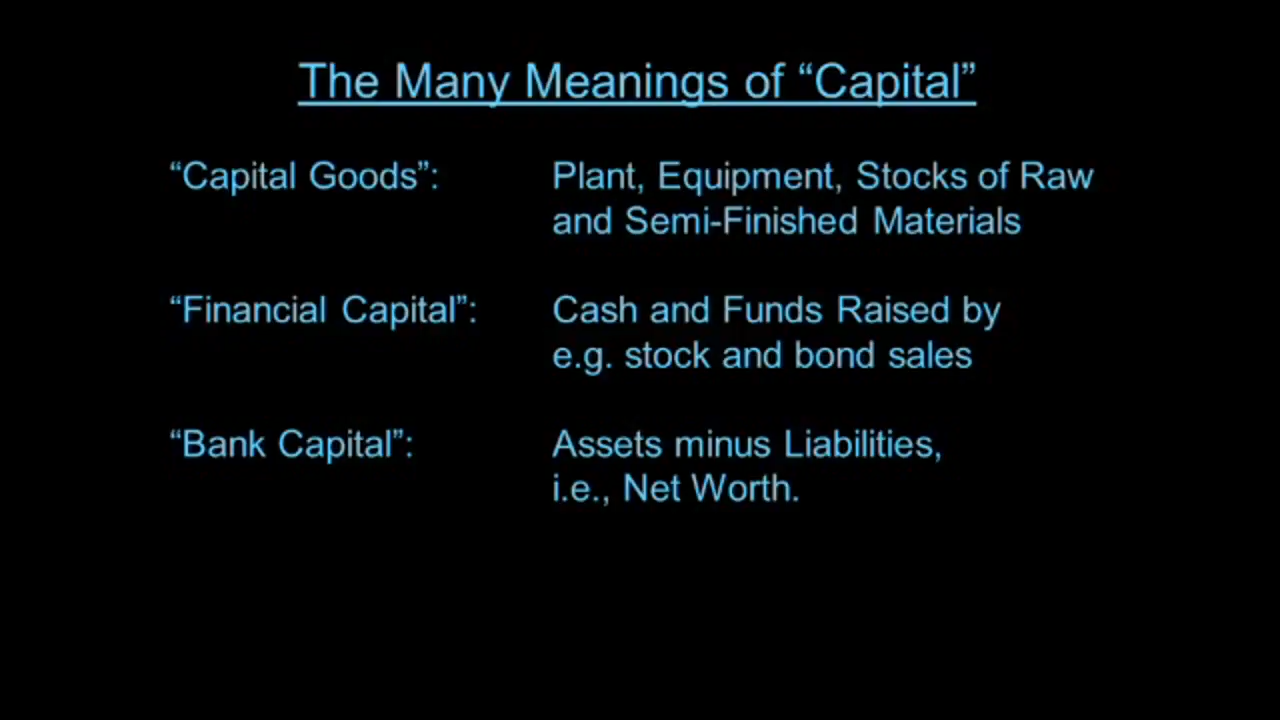 The Many Meanings of “Capital”
“Capital Goods”: Plant, Equipment, Stocks of Raw
and Semi-Finished Materials
“Financial Capital”: Cash and Funds Raised by
e.g. stock and bond sales
“Bank Capital”: Assets minus Liabilities,
i.e., Net Worth.